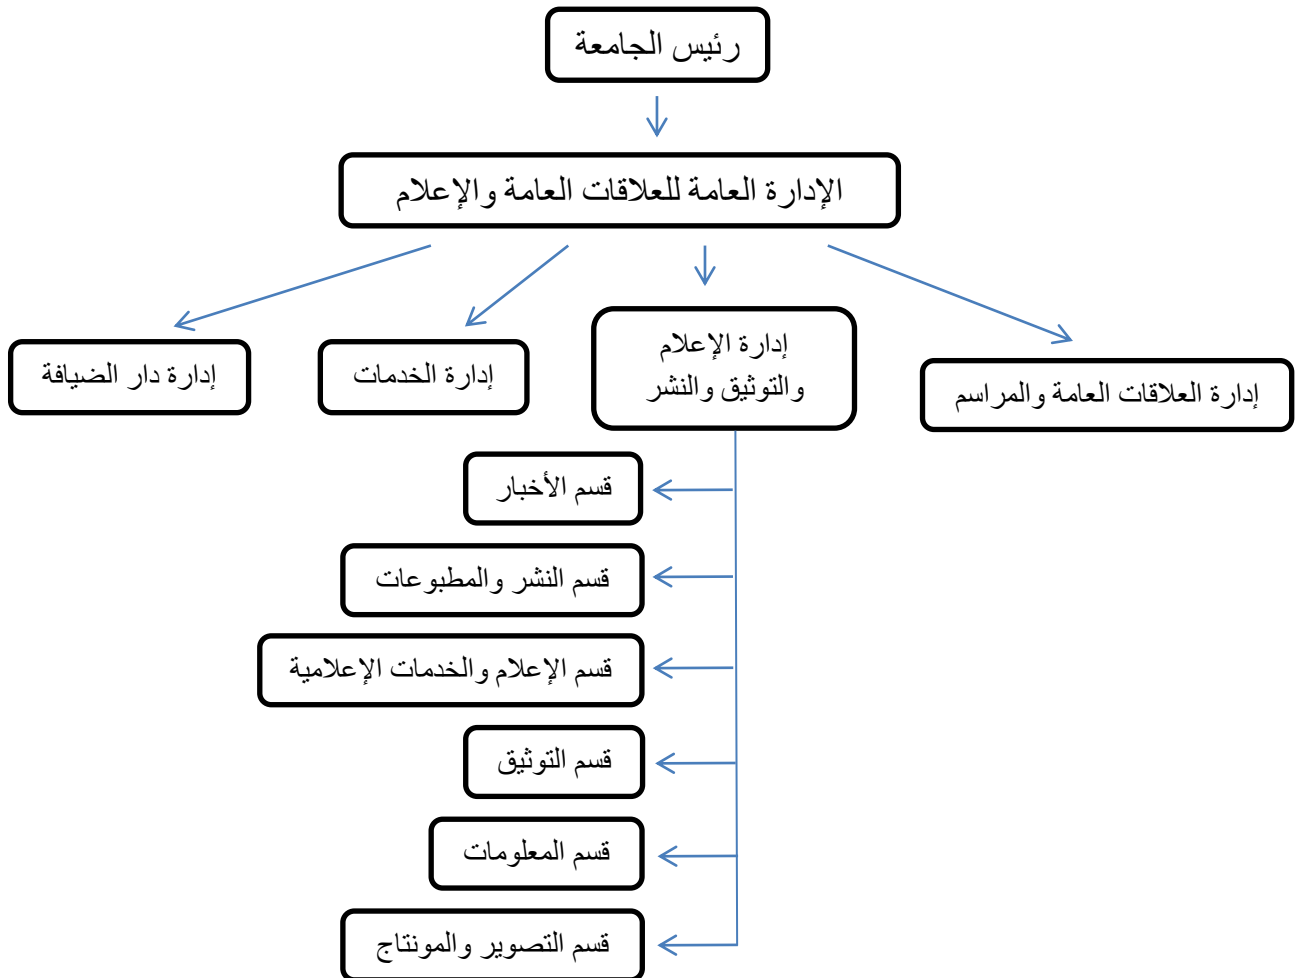 رئيس الجامعة
الإدارة العامة للعلاقات العامة والإعلام
إدارة العلاقات العامة والمراسم
إدارة الإعلام
والتوثيق والنشر
إدارة الخدمات
إدارة دار الضيافة
قسم الأخبار
قسم النشر والمطبوعات
قسم الإعلام والخدمات الإعلامية
قسم التوثيق
قسم المعلومات
قسم التصوير والمونتاج